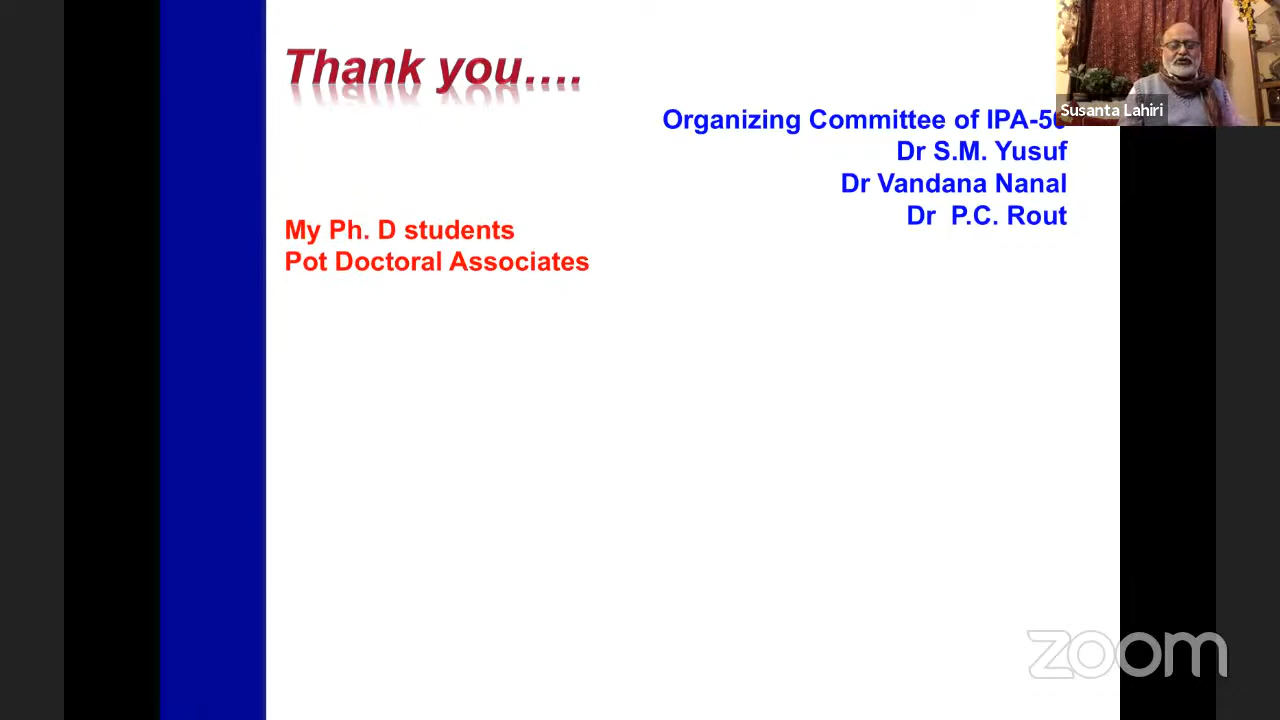 Thank you....
Susanta Lahiri
Organizing Committee of IPA-50
Dr S.M. Yusuf
Dr Vandana Nanal
Dr P.C. Rout
My Ph. D students
Pot Doctoral Associates
zoom